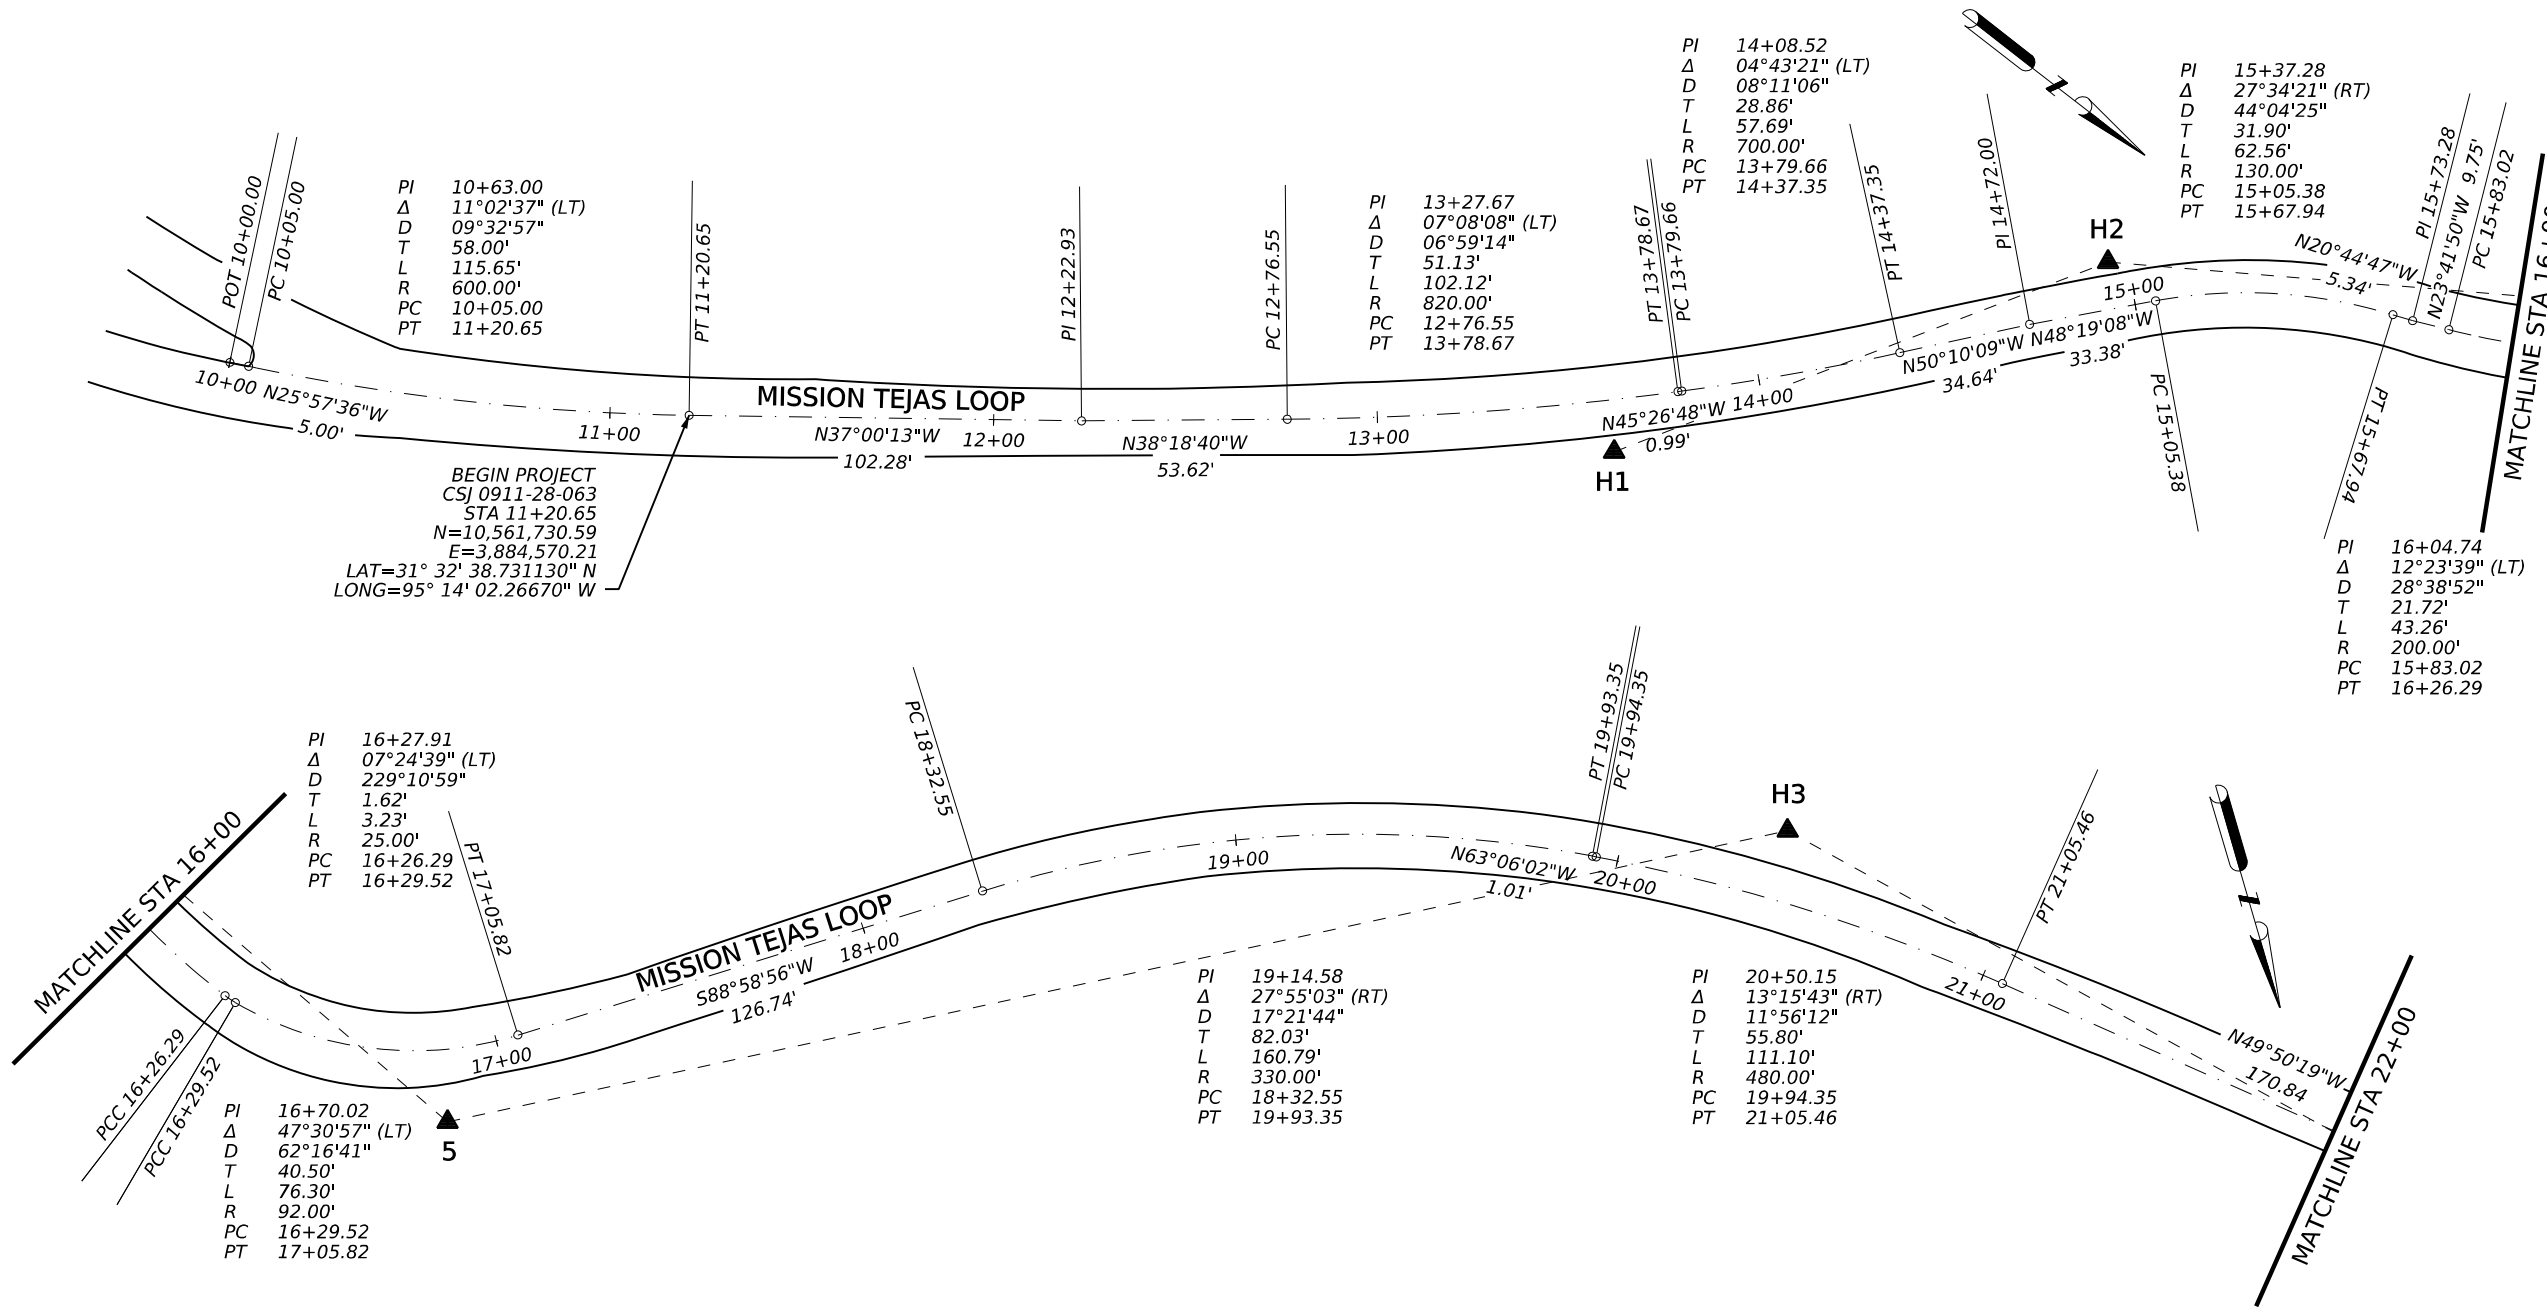 PI 14+08.52
Δ 04°43'21" (LT)
D 08°11'06"
T 28.86'
L 57.69'
R 700.00'
PC 13+79.66
PT 14+37.35
PI 15+37.28
Δ 27°34'21" (RT)
D 44°04'25"
T 31.90'
L 62.56'
R 130.00'
PC 15+05.38
PT 15+67.94
PI 10+63.00
Δ 11°02'37" (LT)
D 09°32'57"
T 58.00'
L 115.65'
R 600.00'
PC 10+05.00
PT 11+20.65
PI 13+27.67
Δ 07°08'08" (LT)
D 06°59'14"
T 51.13'
L 102.12'
R 820.00'
PC 12+76.55
PT 13+78.67
POT 10+00.00
PC 10+05.00
PT 11+20.65
PI 12+22.93
PC 12+76.55
PT 13+78.67
PC 13+79.66
PT 14+37.35
PI 14+72.00
H2
PI 15+73.28
N23°41'50"W 9.75'
PC 15+83.02
N20°44'47"W
5.34'
15+00
N48°19'08"W
33.38'
N50°10'09"W
34.64'
PC 15+05.38
PT 15+67.94
MATCHLINE STA 16+00
10+00
N25°57'36"W
5.00'
11+00
MISSION TEJAS LOOP
N37°00'13"W
102.28'
12+00
N38°18'40"W
53.62'
13+00
N45°26'48"W
0.99'
14+00
H1
BEGIN PROJECT
CSJ 0911-28-063
STA 11+20.65
N=10,561,730.59
E=3,884,570.21
LAT=31° 32' 38.731130" N
LONG=95° 14' 02.26670" W
PI 16+04.74
Δ 12°23'39" (LT)
D 28°38'52"
T 21.72'
L 43.26'
R 200.00'
PC 15+83.02
PT 16+26.29
PI 16+27.91
Δ 07°24'39" (LT)
D 229°10'59"
T 1.62'
L 3.23'
R 25.00'
PC 16+26.29
PT 16+29.52
MATCHLINE STA 16+00
PT 17+05.82
PC 18+32.55
PT 19+93.35
PC 19+94.35
H3
PT 21+05.46
19+00
N63°06'02"W
1.01'
20+00
MISSION TEJAS LOOP
S88°58'56"W
126.74'
18+00
17+00
PCC 16+26.29
PCC 16+29.52
5
PI 16+70.02
Δ 47°30'57" (LT)
D 62°16'41"
T 40.50'
L 76.30'
R 92.00'
PC 16+29.52
PT 17+05.82
PI 19+14.58
Δ 27°55'03" (RT)
D 17°21'44"
T 82.03'
L 160.79'
R 330.00'
PC 18+32.55
PT 19+93.35
PI 20+50.15
Δ 13°15'43" (RT)
D 11°56'12"
T 55.80'
L 111.10'
R 480.00'
PC 19+94.35
PT 21+05.46
21+00
N49°50'19"W
170.84
MATCHLINE STA 22+00